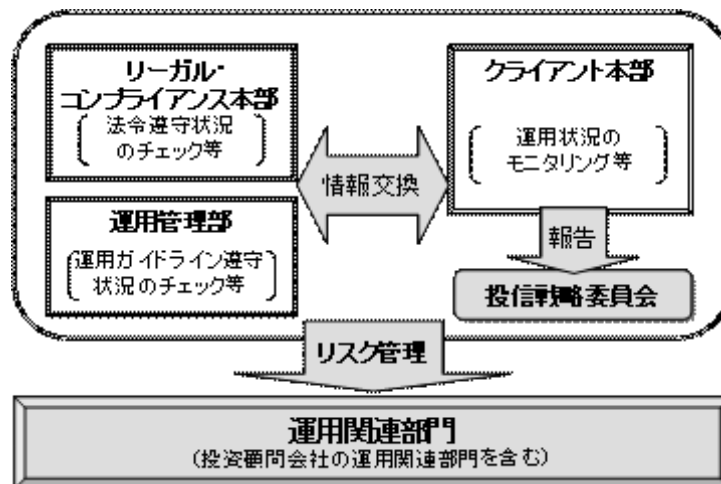 リーガル・
コンプライアンス本部
法令遵守状況
のチェック等
運用管理部
運用ガイドライン遵守
状況のチェック等
情報交換
クライアント本部
運用状況の
モニタリング等
報告
投信戦略委員会
リスク管理
運用関連部門
(投資顧問会社の運用関連部門を含む)